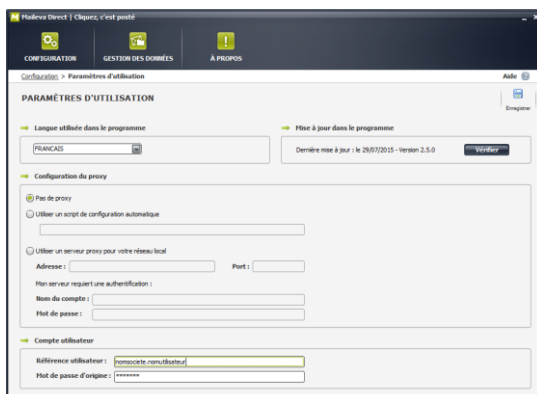 Maileva Direct | Cliquez, c'est posté
CONFIGURATION
GESTION DES DONNÉES
À PROPOS
Configuration > Paramètres d'utilisation
Aide
PARAMÈTRES D'UTILISATION
Enregistrer
Langue utilisée dans le programme
FRANCAIS
Mise à jour dans le programme
Dernière mise à jour : le 29/07/2015 - Version 2.5.0
Vérifier
Configuration du proxy
Pas de proxy
Utiliser un script de configuration automatique
Utiliser un serveur proxy pour votre réseau local
Adresse :
Port :
Mon serveur requiert une authentification :
Nom du compte :
Mot de passe :
Compte utilisateur
Référence utilisateur : nomsociete.nomutilisateur
Mot de passe d'origine : *******